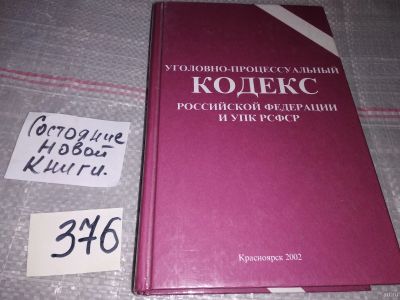 УГОЛОВНО-ПРОЦЕССУАЛЬНЫЙ
КОДЕКС
РОССИЙСКОЙ ФЕДЕРАЦИИ
И УПК РСФСР
Красноярск 2002
Состояние
новой
книги.
376